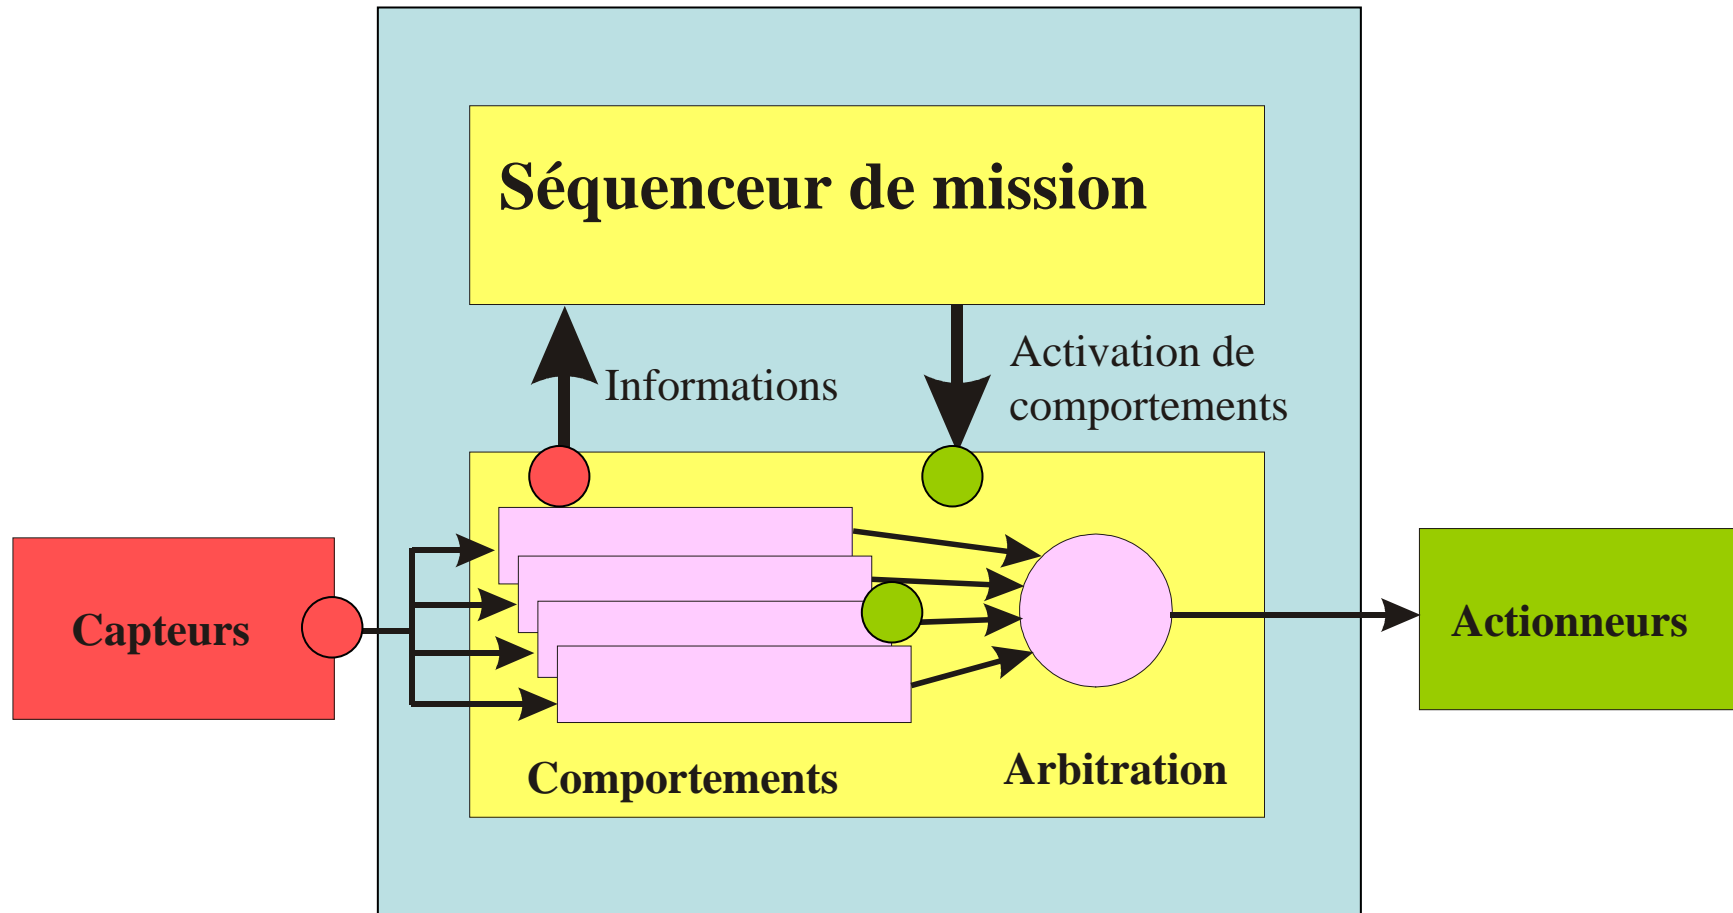 Séquenceur de mission
Informations
Activation de
comportements
Capteurs
Actionneurs
Comportements
Arbitration